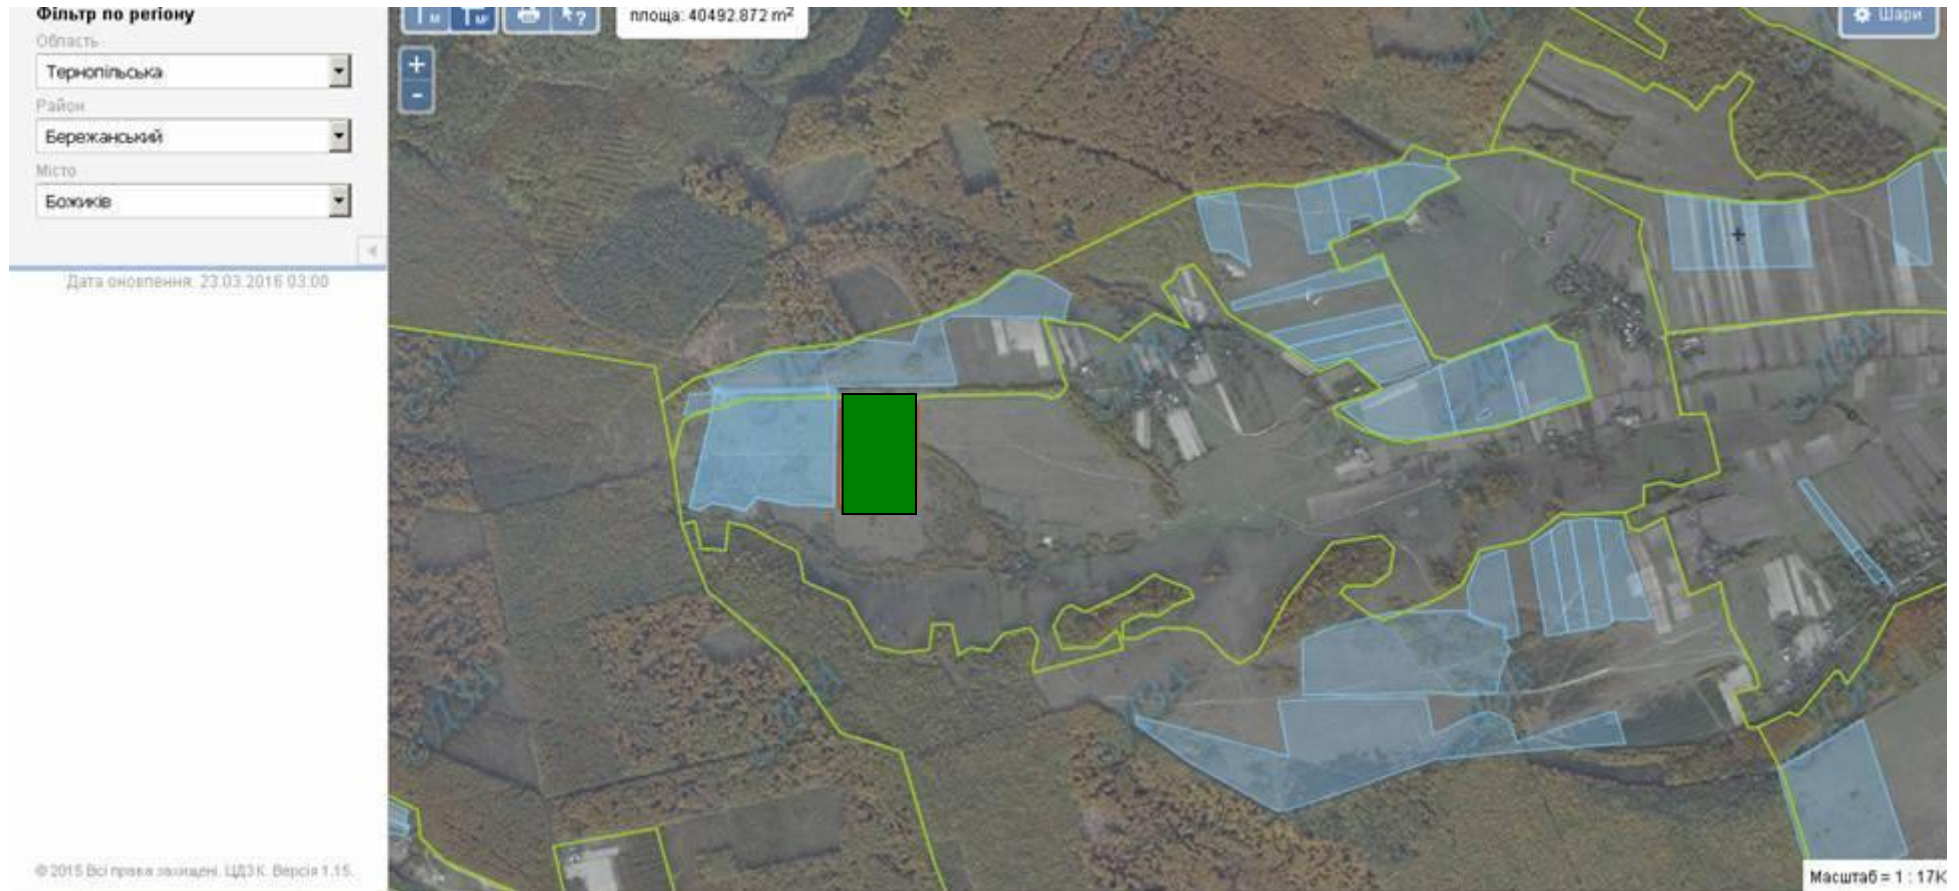 Фільтр по регіону
Область
Тернопільська
Район
Бережанський
Місто
Божиків
Дата оновлення: 23.03.2016 03:00
© 2015 Всі права захищені. ЦДЗК. Версія 1.15.
м
м²
?
площа: 40492.872 m²
+
-
Шари
Масштаб = 1 : 17K